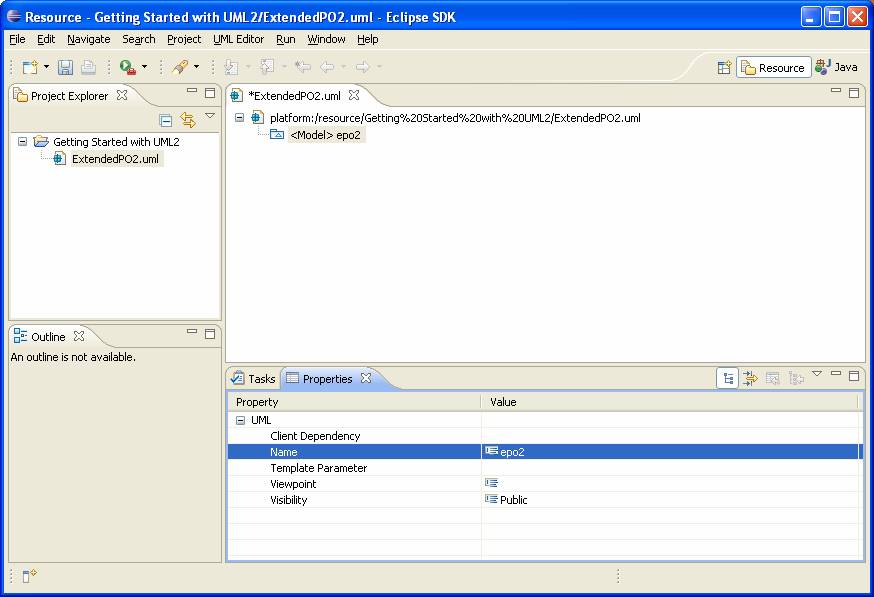 Resource - Getting Started with UML2/ExtendedPO2.uml - Eclipse SDK
File Edit Navigate Search Project UML Editor Run Window Help
Resource Java
Project Explorer
Getting Started with UML2
ExtendedPO2.uml
*ExtendedPO2.uml
platform:/resource/Getting%20Started%20with%20UML2/ExtendedPO2.uml
<Model> epo2
Outline
An outline is not available.
Tasks Properties
Property Value
UML
Client Dependency
Name epo2
Template Parameter
Viewpoint
Visibility Public